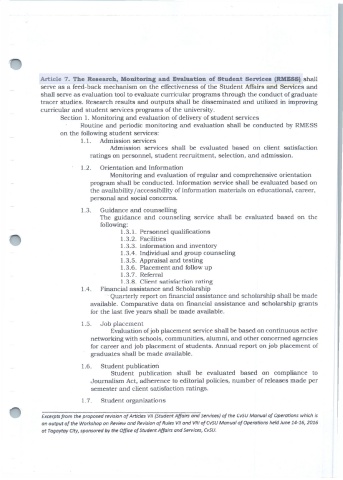 Article 7. The Research, Monitoring and Evaluation of Student Services (RMESS) shall
serve as a feed-back mechanism on the effectiveness of the Student Affairs and Services and
shall serve as evaluation tool to evaluate curricular programs through the conduct of graduate
tracer studies. Research results and outputs shall be disseminated and utilized in improving
curricular and student services programs of the university.
Section 1. Monitoring and evaluation of delivery of student services
Routine and periodic monitoring and evaluation shall be conducted by RMESS
on the following student services:
1.1. Admission services
Admission services shall be evaluated based on client satisfaction
ratings on personnel, student recruitment, selection, and admission.
1.2. Orientation and Information
Monitoring and evaluation of regular and comprehensive orientation
program shall be conducted. Information service shall be evaluated based on
the availability/accessibility of information materials on educational, career,
personal and social concerns.
1.3. Guidance and counselling
The guidance and counseling service shall be evaluated based on the
following:
1.3.1. Personnel qualifications
1.3.2. Facilities
1.3.3. Information and inventory
1.3.4. Individual and group counseling
1.3.5. Appraisal and testing
1.3.6. Placement and follow up
1.3.7. Referral
1.3.8. Client satisfaction rating
1.4. Financial assistance and Scholarship
Quarterly report on financial assistance and scholarship shall be made
available. Comparative data on financial assistance and scholarship grants
for the last five years shall be made available.
1.5. Job placement
Evaluation of job placement service shall be based on continuous active
networking with schools, communities, alumni, and other concerned agencies
for career and job placement of students. Annual report on job placement of
graduates shall be made available.
1.6. Student publication
Student publication shall be evaluated based on compliance to
Journalism Act, adherence to editorial policies, number of releases made per
semester and client satisfaction ratings.
1.7. Student organizations
Excerpts from the proposed revision of Articles VII (Student Affairs and Services) of the CvSU Manual of Operations which is
an output of the Workshop on Review and Revision of Rules VII and VIII of CvSU Manual of Operations held June 14-16, 2016
at Tagaytay City, sponsored by the Office of Student Affairs and Services, CvSU.